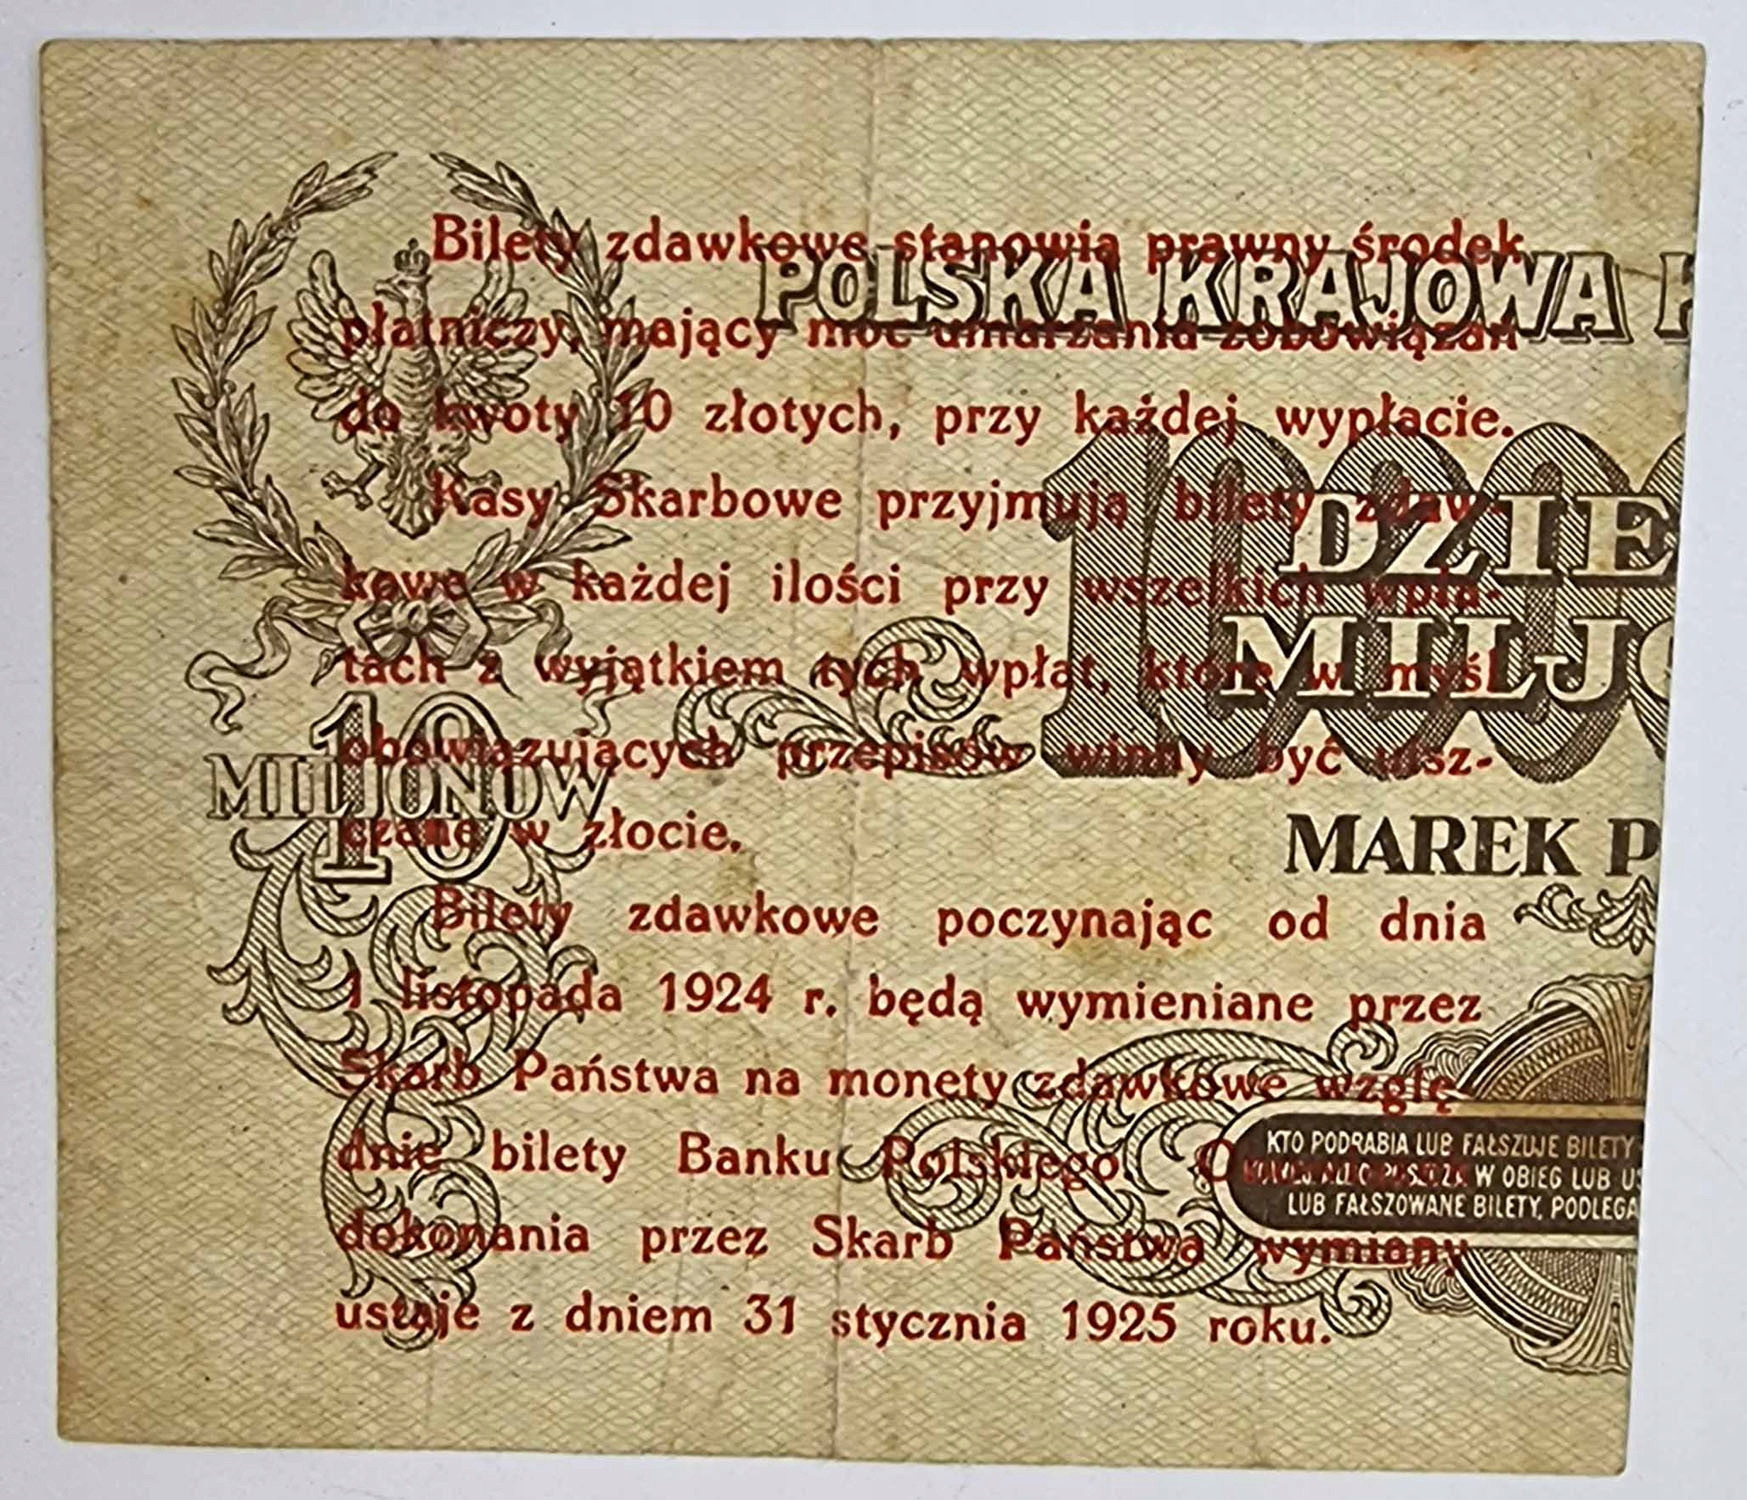 Bilety zdawkowe stanowią prawny środek
płatniczy, mający moc umarzania zobowiązań
do kwoty 10 złotych, przy każdej wypłacie.
Kasy Skarbowe przyjmują bilety zdaw-
kowe w każdej ilości przy wszelkich wpła-
tach z wyjątkiem tych wpłat, które w myśl
obowiązujących przepisów winny być uisz-
czane w złocie.
Bilety zdawkowe poczynając od dnia
1 listopada 1924 r. będą wymieniane przez
Skarb Państwa na monety zdawkowe wzglę-
dnie bilety Banku Polskiego. Obowiązek
dokonania przez Skarb Państwa wymiany
ustaje z dniem 31 stycznia 1925 roku.
POLSKA KRAJOWA
10
MILJONÓW
DZIE
MILJO
MAREK P
KTO PODRABIA LUB FAŁSZUJE BILETY
W OBIEG LUB U
LUB FAŁSZOWANE BILETY, PODLEGA